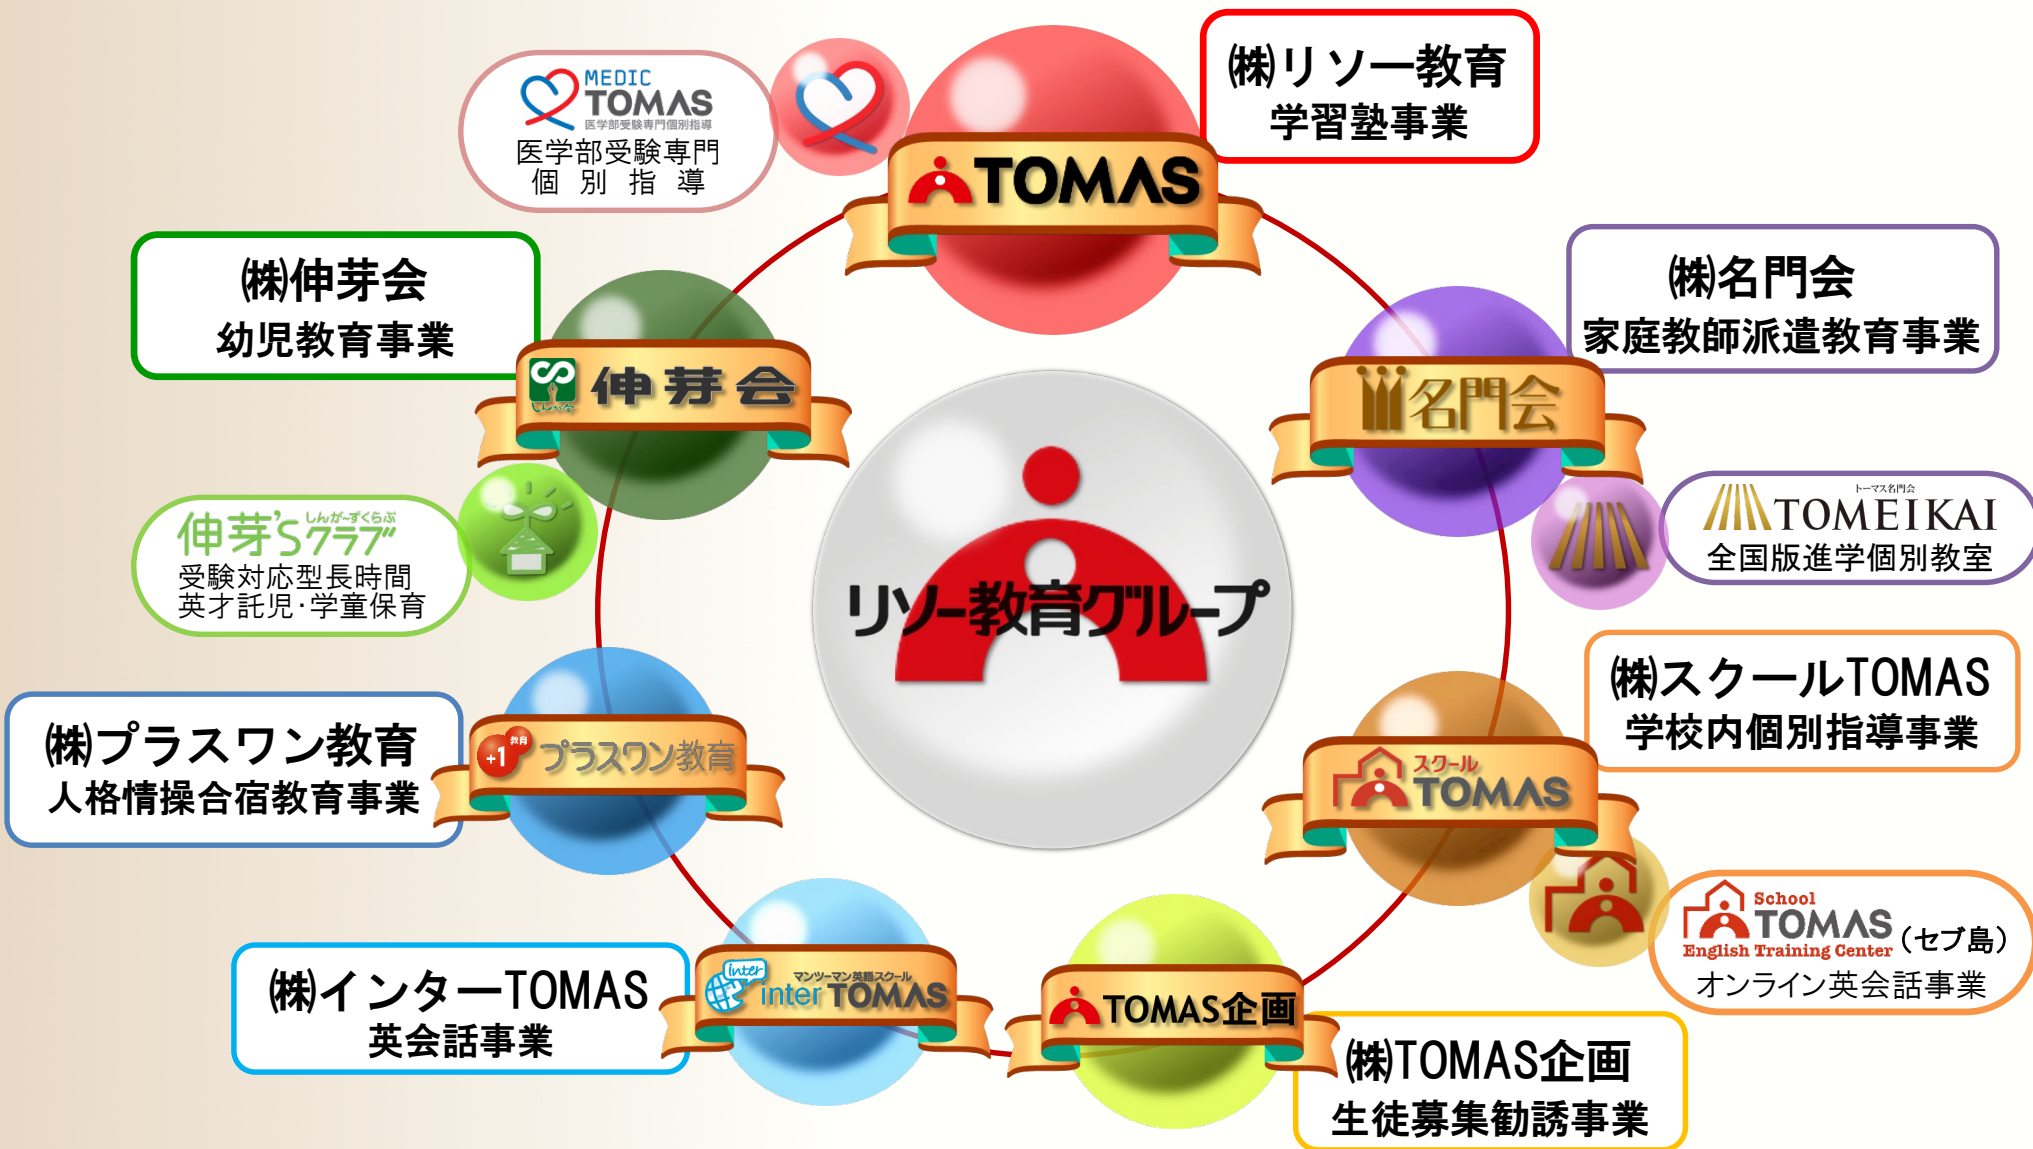 MEDIC
TOMAS
医学部受験専門個別指導
医学部受験専門
個別指導
㈱リソー教育
学習塾事業
TOMAS
㈱伸芽会
幼児教育事業
しんが会
伸芽会
㈱名門会
家庭教師派遣教育事業
名門会
伸芽'Sクラブ
しんが～ずくらぶ
受験対応型長時間
英才託児・学童保育
トーマス名門会
TOMEIKAI
全国版進学個別教室
リソー教育グループ
㈱プラスワン教育
人格情操合宿教育事業
+1
教育
プラスワン教育
㈱スクールTOMAS
学校内個別指導事業
スクール
TOMAS
School
TOMAS
English Training Center
（セブ島）
オンライン英会話事業
㈱インターTOMAS
英会話事業
inter
マンツーマン英語スクール
inter TOMAS
TOMAS企画
㈱TOMAS企画
生徒募集勧誘事業